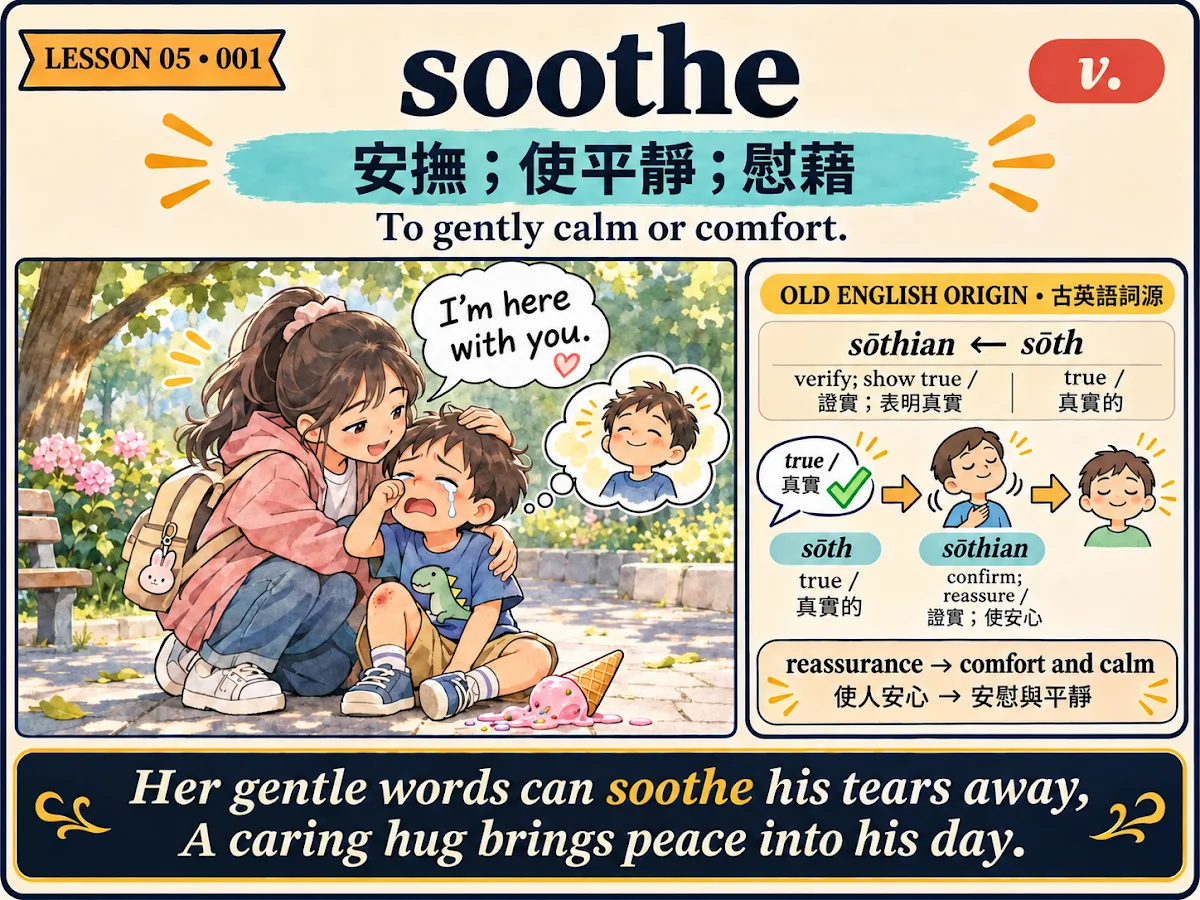 LESSON 05 • 001
soothe
v.
安撫；使平靜；慰藉
To gently calm or comfort.
I'm here
with you.
OLD ENGLISH ORIGIN • 古英語詞源
sōthian ← sōth
verify; show true /
證實；表明真實
true /
真實的
true /
真實
sōth
true /
真實的
sōthian
confirm;
reassure /
證實；使安心
reassurance → comfort and calm
使人安心 → 安慰與平靜
Her gentle words can soothe his tears away,
A caring hug brings peace into his day.